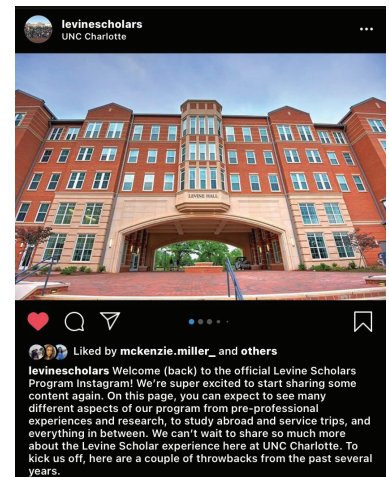 levinescholars
UNC Charlotte
LEVINE HALL
Liked by mckenzie.miller_ and others
levinescholars Welcome (back) to the official Levine Scholars
Program Instagram! We're super excited to start sharing some
content again. On this page, you can expect to see many
different aspects of our program from pre-professional
experiences and research, to study abroad and service trips, and
everything in between. We can't wait to share so much more
about the Levine Scholar experience here at UNC Charlotte. To
kick us off, here are a couple of throwbacks from the past several
years.